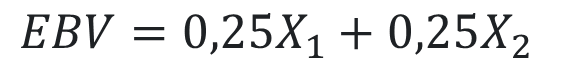 EBV = 0,25X₁ + 0,25X₂